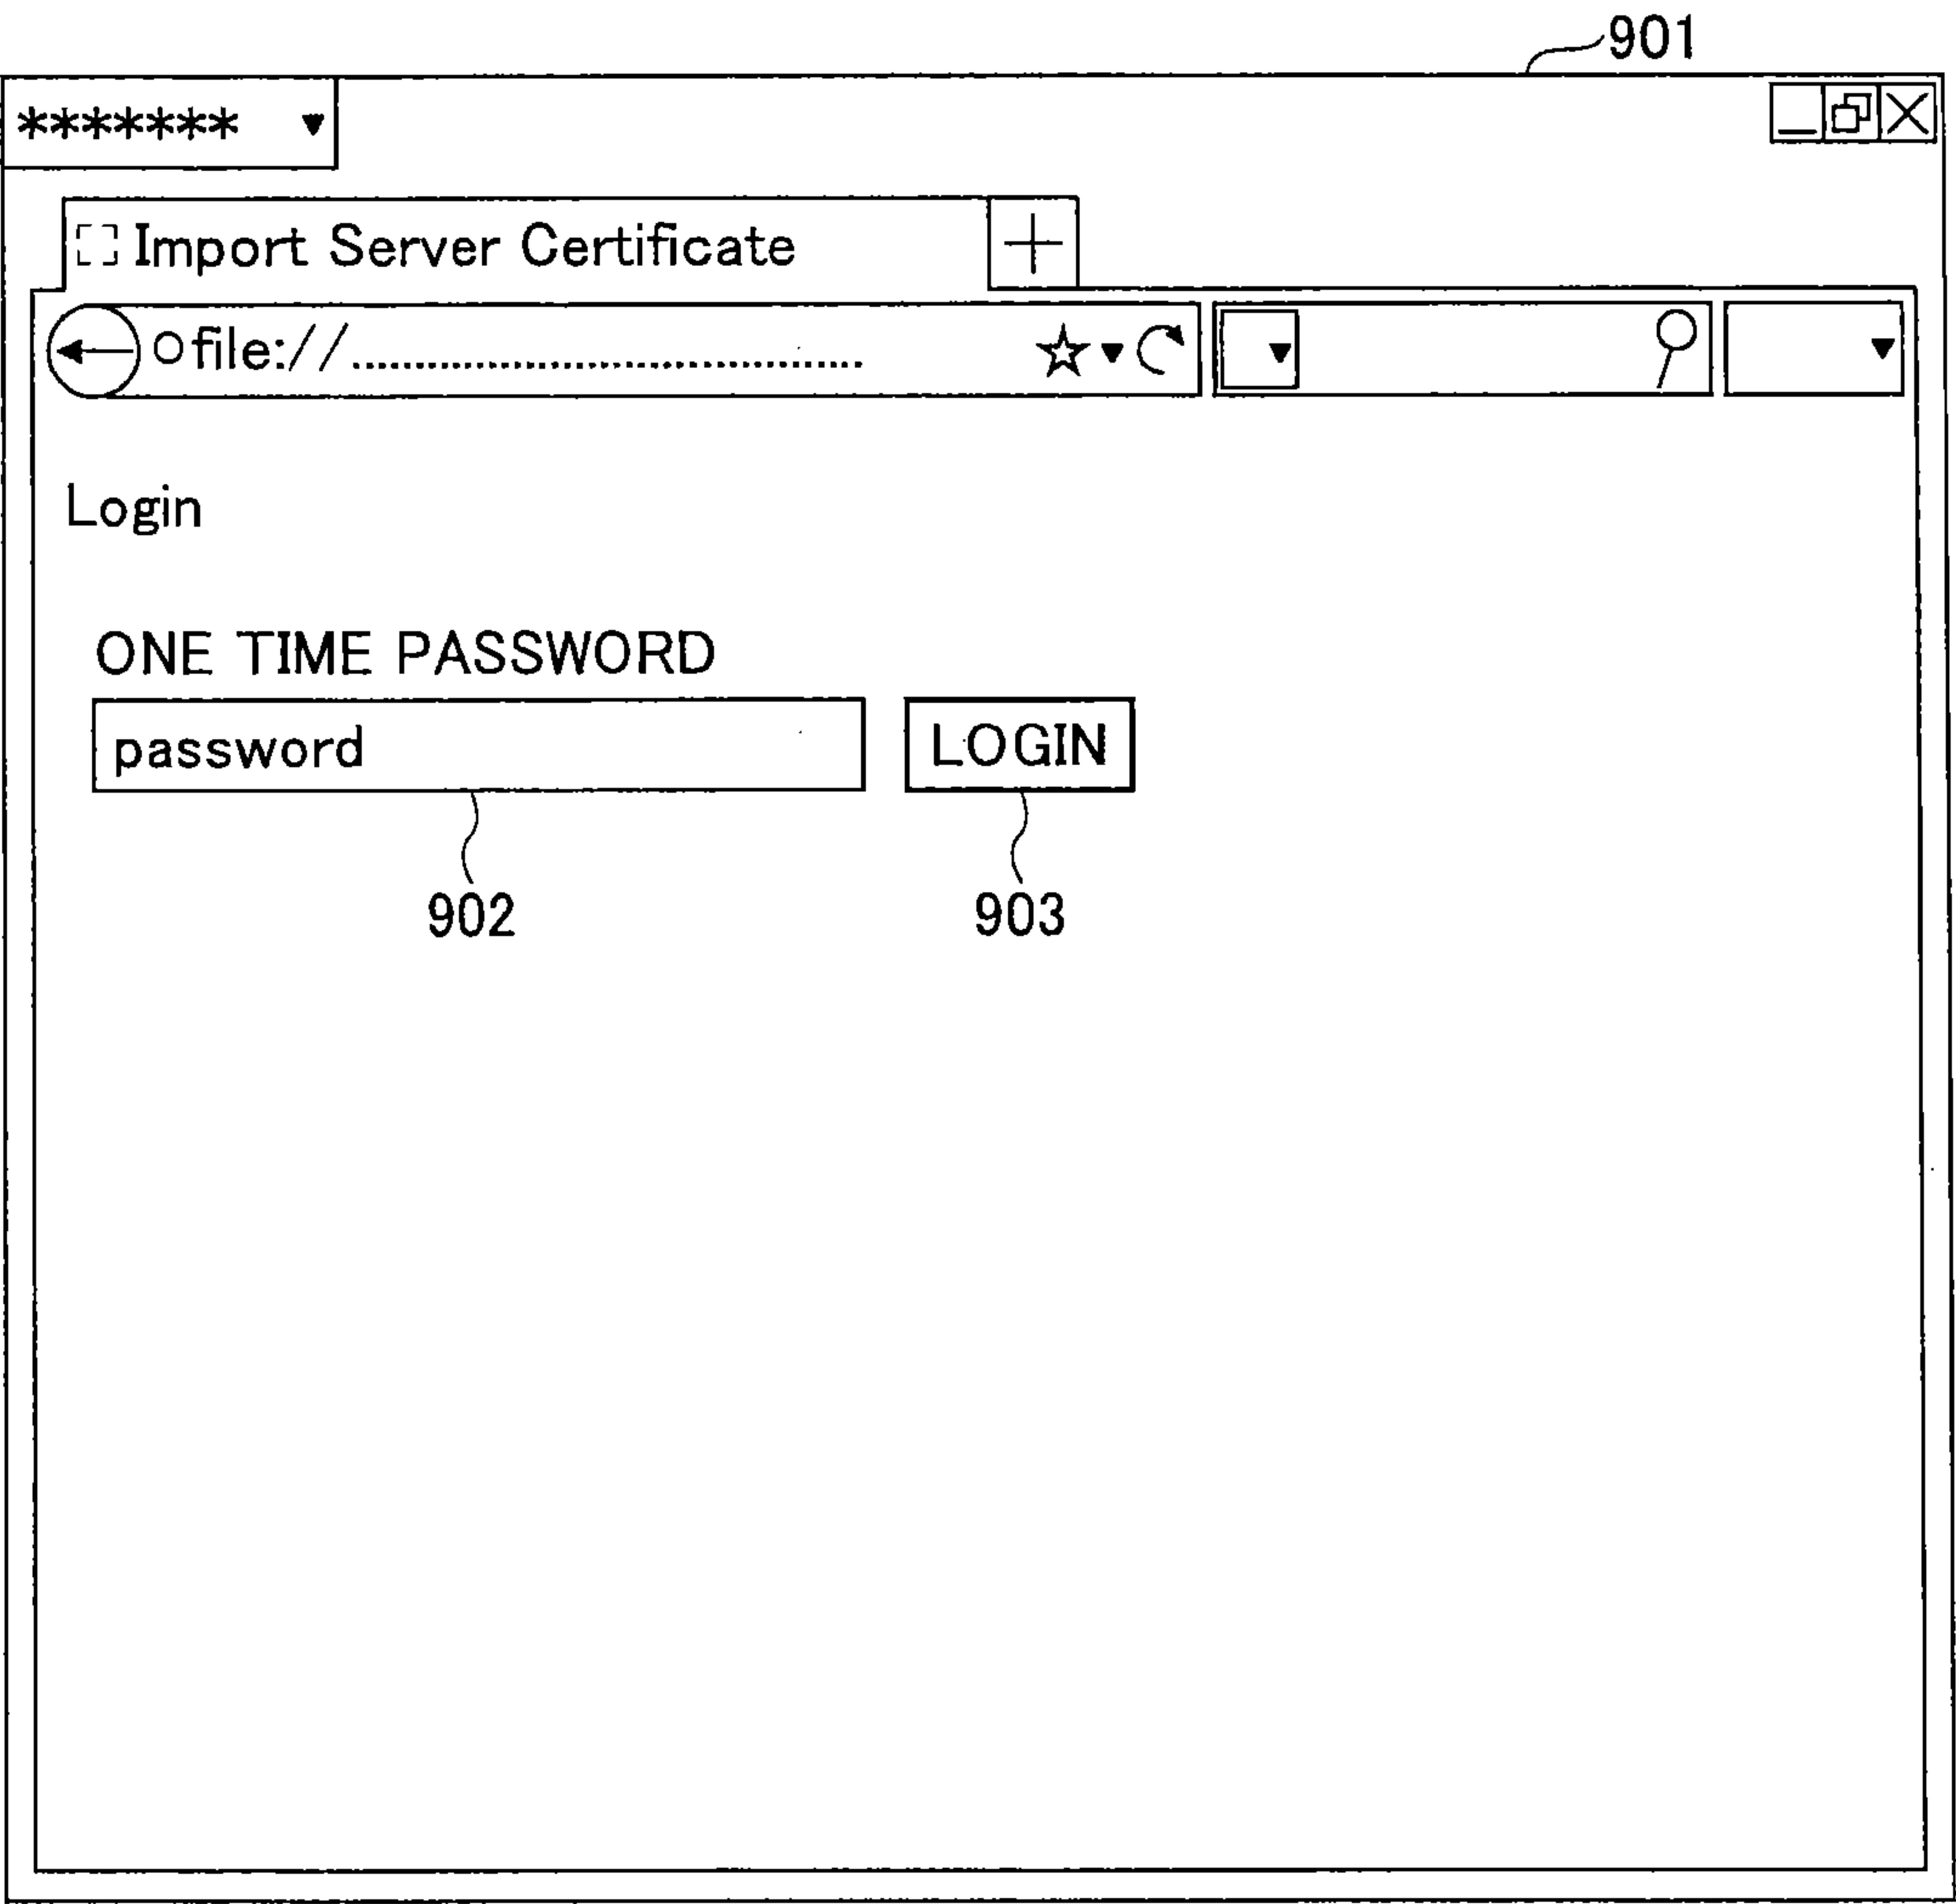 901
*******
Import Server Certificate
file://
Login
ONE TIME PASSWORD
password LOGIN
902 903